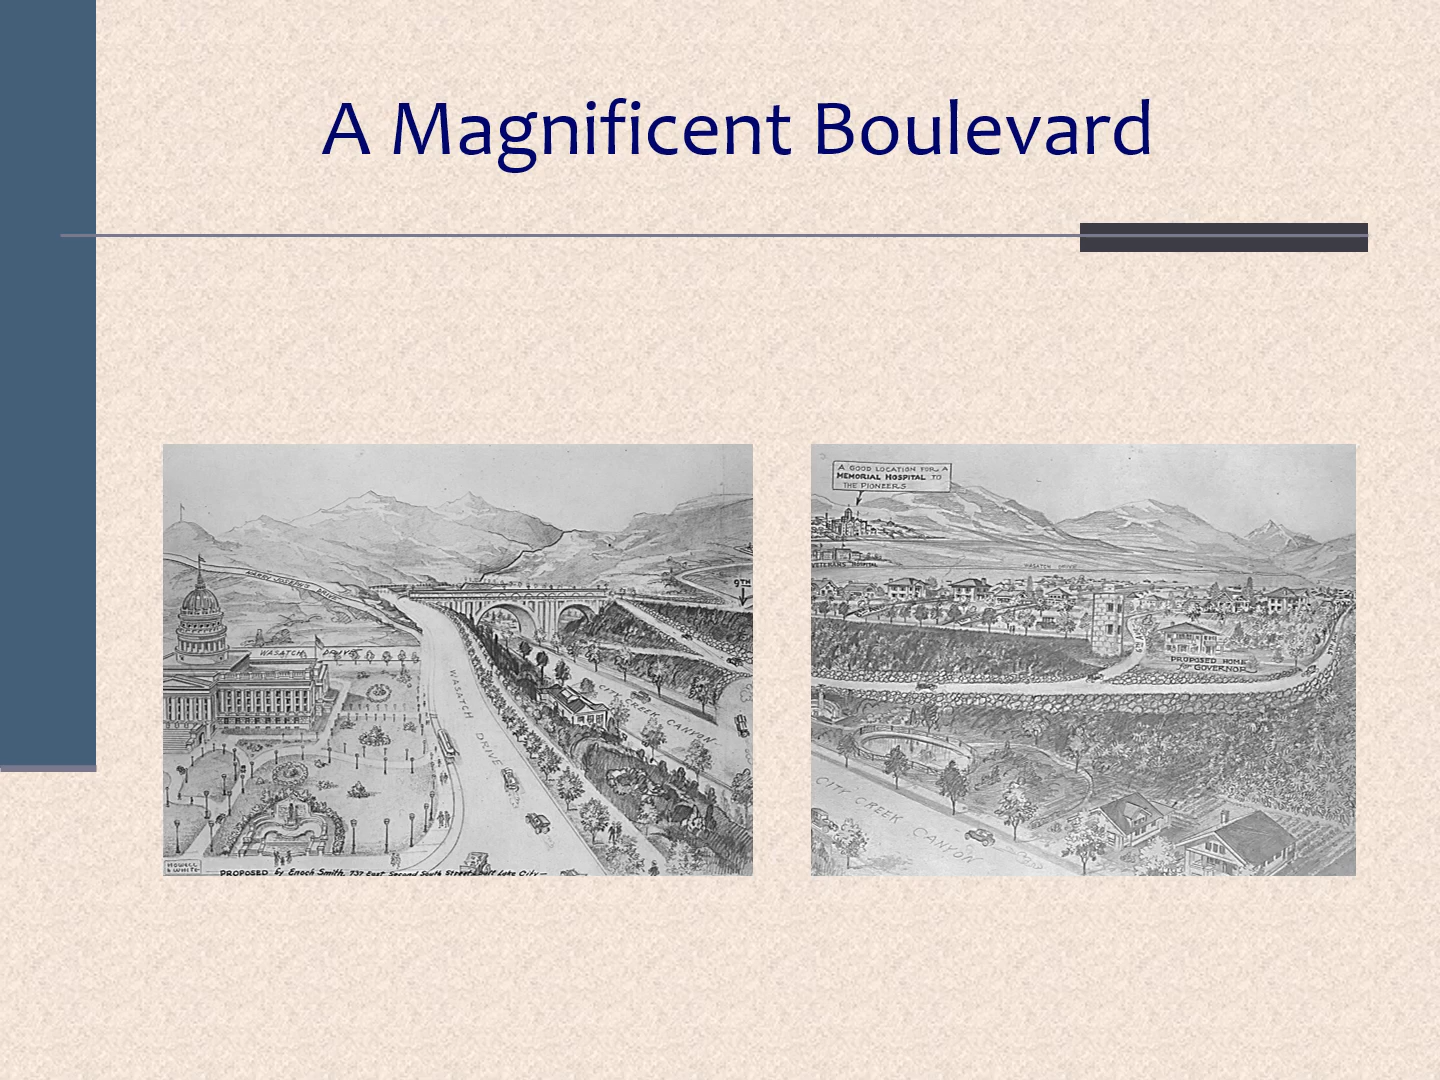 A Magnificent Boulevard
WASATCH DRIVE
9TH
WASATCH DRIVE
CITY CREEK CANYON
HOWELL
& WHITE
PROPOSED by Enoch Smith, 737 East Second South Street, Salt Lake City—
A GOOD LOCATION FOR A
MEMORIAL HOSPITAL TO
THE PIONEERS
VETERANS HOSPITAL
WASATCH DRIVE
PROPOSED HOME
for GOVERNOR
CITY CREEK CANYON